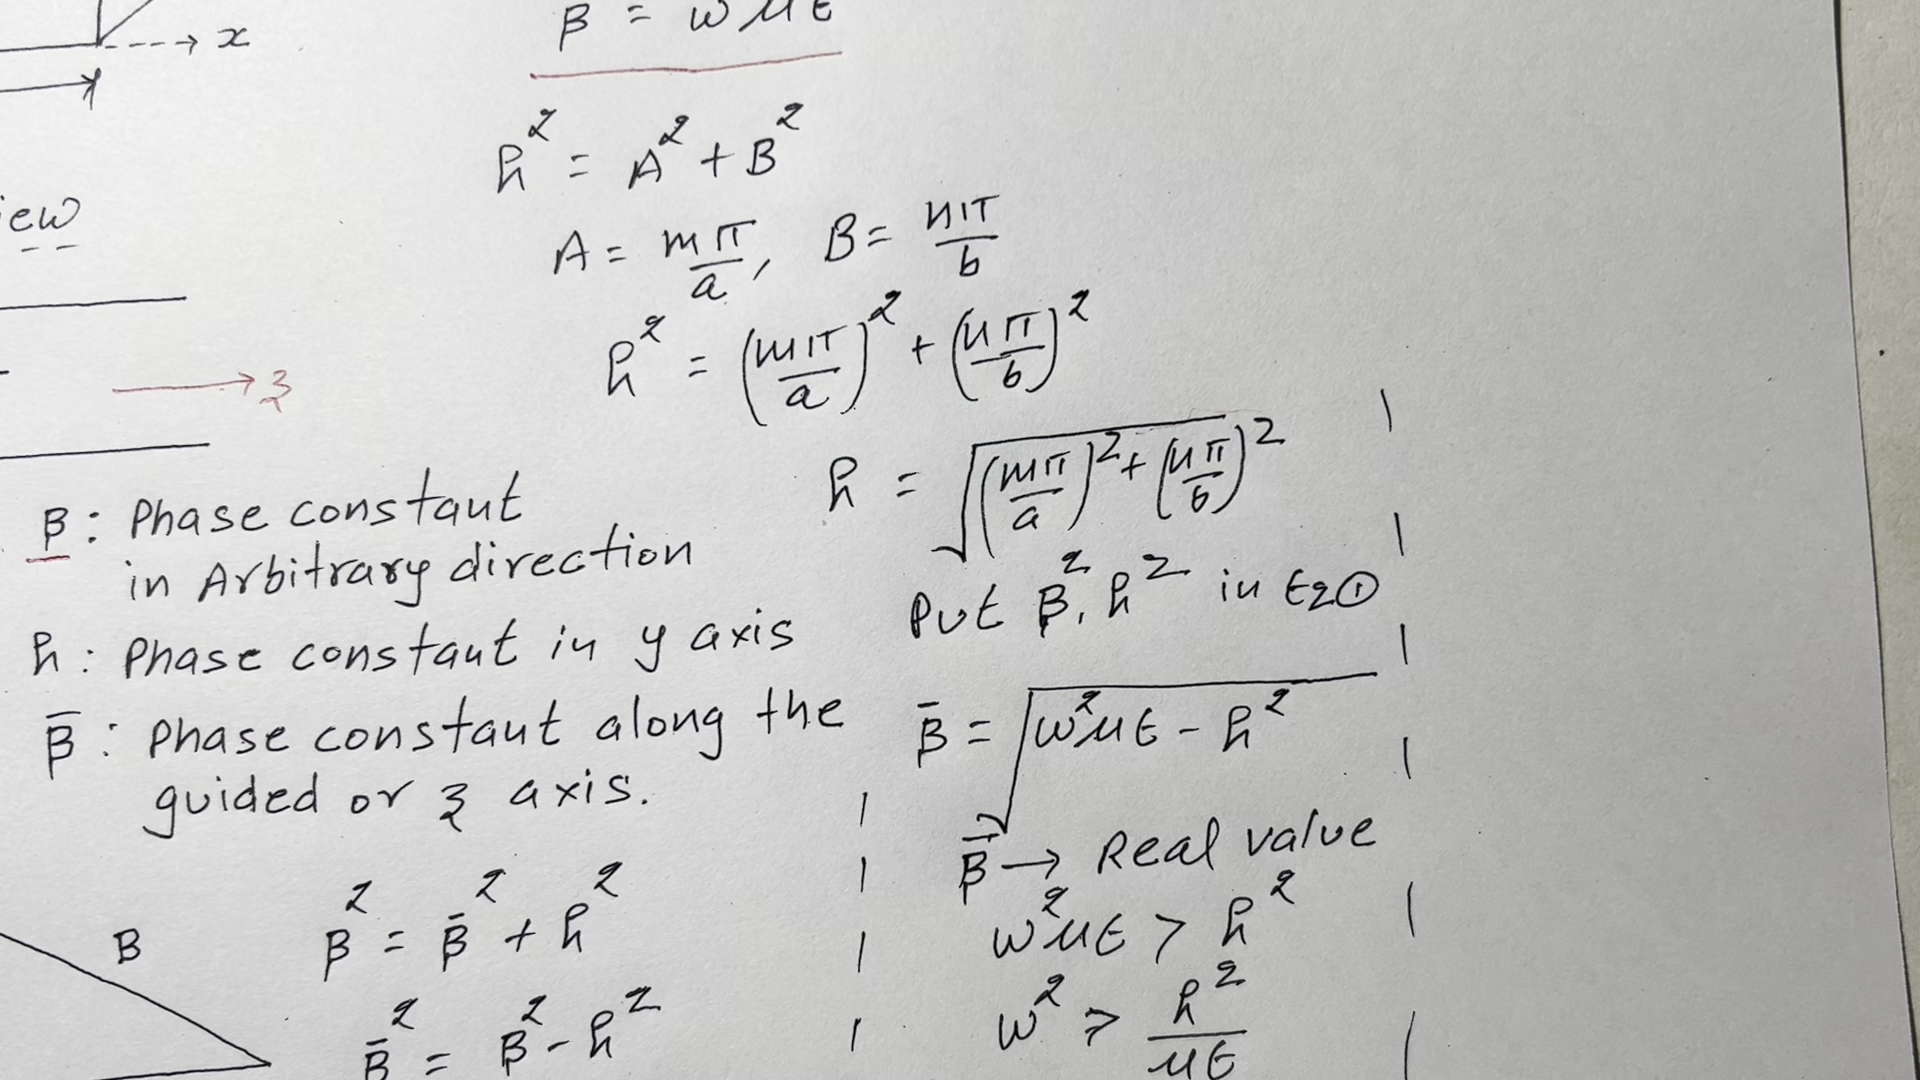 x
β = ωμϵ
h² = A² + B²
A = mπ/a, B = nπ/b
h² = (mπ/a)² + (nπ/b)²
z
h = √((mπ/a)² + (nπ/b)²)
Put β², h² in Eq①
β̄ = √(ω²μϵ - h²)
β̄ → Real value
ω²μϵ > h²
ω² > h²/μϵ
β : Phase constant
in Arbitrary direction
h : Phase constant in y axis
β̄ : Phase constant along the
guided or z axis.
β
β² = β̄² + h²
β̄² = β² - h²